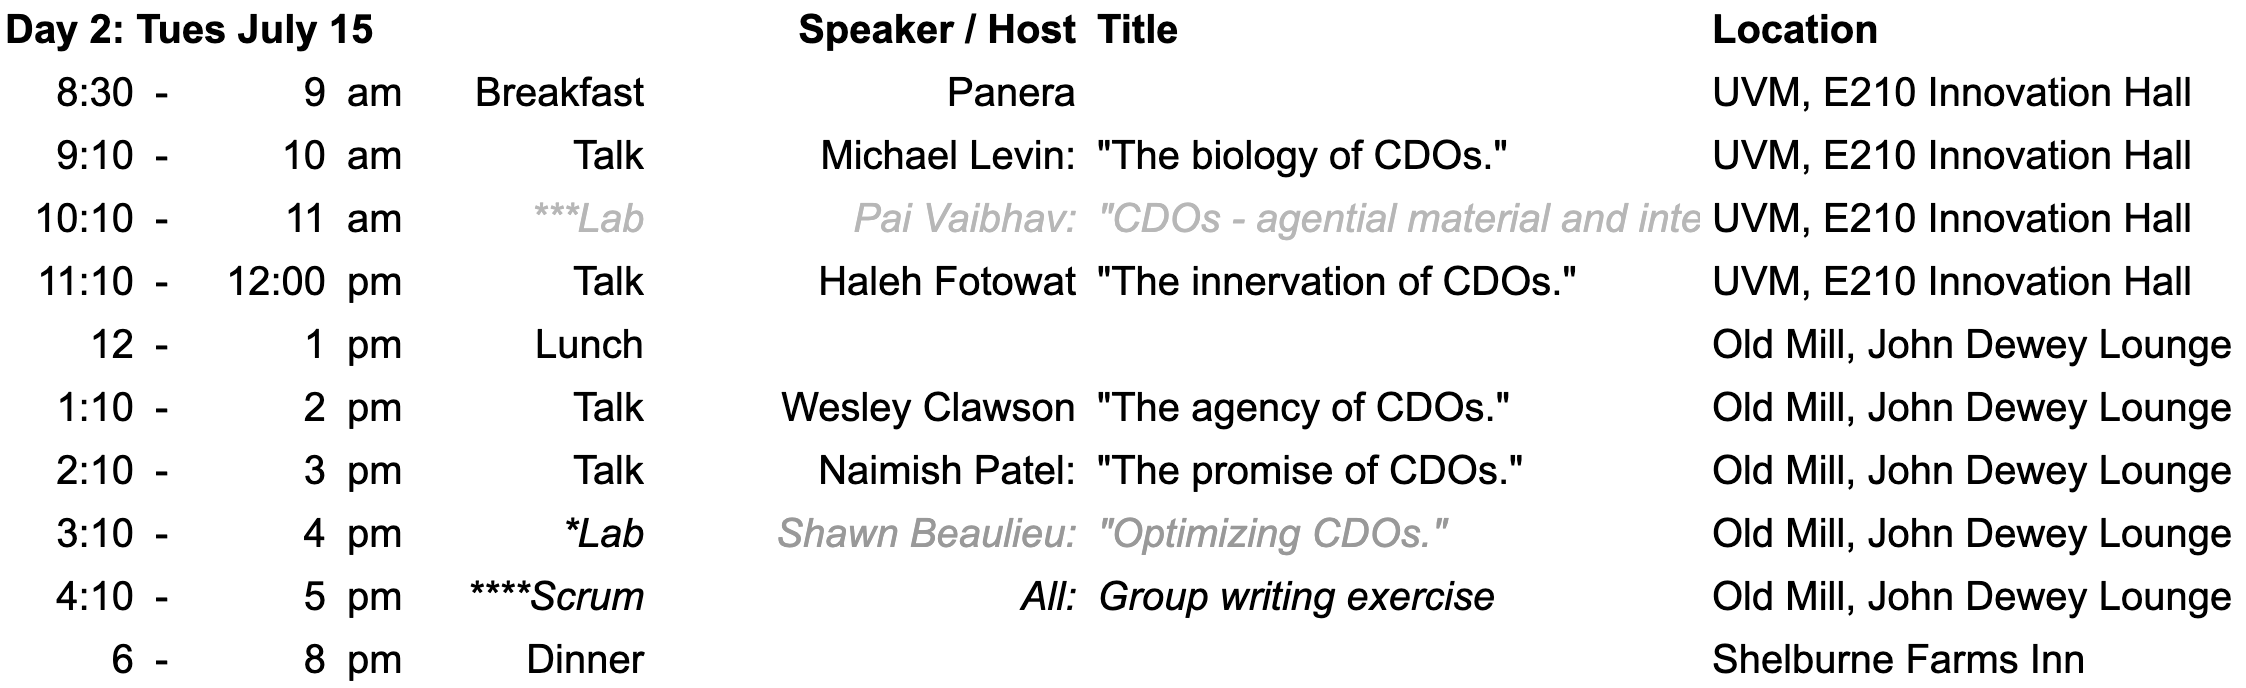 Day 2: Tues July 15 Speaker / Host Title Location
8:30 - 9 am Breakfast Panera UVM, E210 Innovation Hall
9:10 - 10 am Talk Michael Levin: "The biology of CDOs." UVM, E210 Innovation Hall
10:10 - 11 am ***Lab Pai Vaibhav: "CDOs - agential material and inte UVM, E210 Innovation Hall
11:10 - 12:00 pm Talk Haleh Fotowat "The innervation of CDOs." UVM, E210 Innovation Hall
12 - 1 pm Lunch Old Mill, John Dewey Lounge
1:10 - 2 pm Talk Wesley Clawson "The agency of CDOs." Old Mill, John Dewey Lounge
2:10 - 3 pm Talk Naimish Patel: "The promise of CDOs." Old Mill, John Dewey Lounge
3:10 - 4 pm *Lab Shawn Beaulieu: "Optimizing CDOs." Old Mill, John Dewey Lounge
4:10 - 5 pm ****Scrum All: Group writing exercise Old Mill, John Dewey Lounge
6 - 8 pm Dinner Shelburne Farms Inn